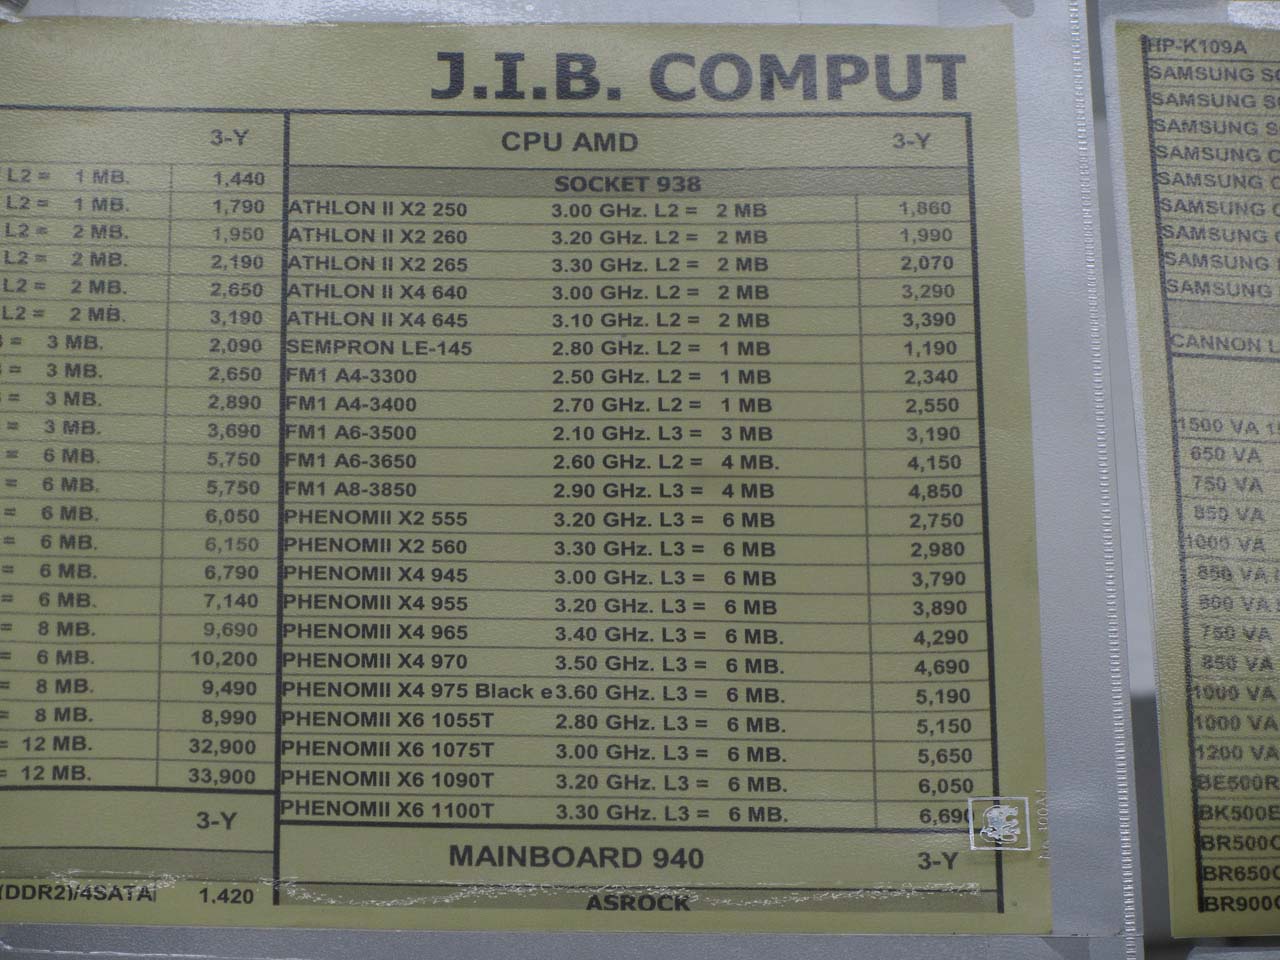 J.I.B. COMPUT
3-Y
L2 = 1 MB. 1,440
L2 = 1 MB. 1,790
L2 = 2 MB. 1,950
L2 = 2 MB. 2,190
L2 = 2 MB. 2,650
L2 = 2 MB. 3,190
= 3 MB. 2,090
= 3 MB. 2,650
= 3 MB. 2,890
= 3 MB. 3,690
= 6 MB. 5,750
= 6 MB. 5,750
= 6 MB. 6,050
= 6 MB. 6,150
= 6 MB. 6,790
= 6 MB. 7,140
= 8 MB. 9,690
= 6 MB. 10,200
= 8 MB. 9,490
= 8 MB. 8,990
= 12 MB. 32,900
= 12 MB. 33,900
3-Y
(DDR2)/4SATA 1,420
CPU AMD 3-Y
SOCKET 938
ATHLON II X2 250 3.00 GHz. L2 = 2 MB 1,860
ATHLON II X2 260 3.20 GHz. L2 = 2 MB 1,990
ATHLON II X2 265 3.30 GHz. L2 = 2 MB 2,070
ATHLON II X4 640 3.00 GHz. L2 = 2 MB 3,290
ATHLON II X4 645 3.10 GHz. L2 = 2 MB 3,390
SEMPRON LE-145 2.80 GHz. L2 = 1 MB 1,190
FM1 A4-3300 2.50 GHz. L2 = 1 MB 2,340
FM1 A4-3400 2.70 GHz. L2 = 1 MB 2,550
FM1 A6-3500 2.10 GHz. L3 = 3 MB 3,190
FM1 A6-3650 2.60 GHz. L2 = 4 MB. 4,150
FM1 A8-3850 2.90 GHz. L3 = 4 MB 4,850
PHENOMII X2 555 3.20 GHz. L3 = 6 MB 2,750
PHENOMII X2 560 3.30 GHz. L3 = 6 MB 2,980
PHENOMII X4 945 3.00 GHz. L3 = 6 MB 3,790
PHENOMII X4 955 3.20 GHz. L3 = 6 MB 3,890
PHENOMII X4 965 3.40 GHz. L3 = 6 MB. 4,290
PHENOMII X4 970 3.50 GHz. L3 = 6 MB. 4,690
PHENOMII X4 975 Black e 3.60 GHz. L3 = 6 MB. 5,190
PHENOMII X6 1055T 2.80 GHz. L3 = 6 MB. 5,150
PHENOMII X6 1075T 3.00 GHz. L3 = 6 MB. 5,650
PHENOMII X6 1090T 3.20 GHz. L3 = 6 MB. 6,050
PHENOMII X6 1100T 3.30 GHz. L3 = 6 MB. 6,690
MAINBOARD 940 3-Y
ASROCK
HP-K109A
SAMSUNG SC
SAMSUNG
SAMSUNG S
SAMSUNG
SAMSUNG
SAMSUNG
SAMSUNG
SAMSUNG
SAMSUNG
CANNON L
1500 VA
650 VA
750 VA
850 VA
1000 VA
850 VA
800 VA
750 VA
850 VA
1000 VA
1000 VA
1200 VA
BE500R
BK500E
BR500C
BR650C
BR900C